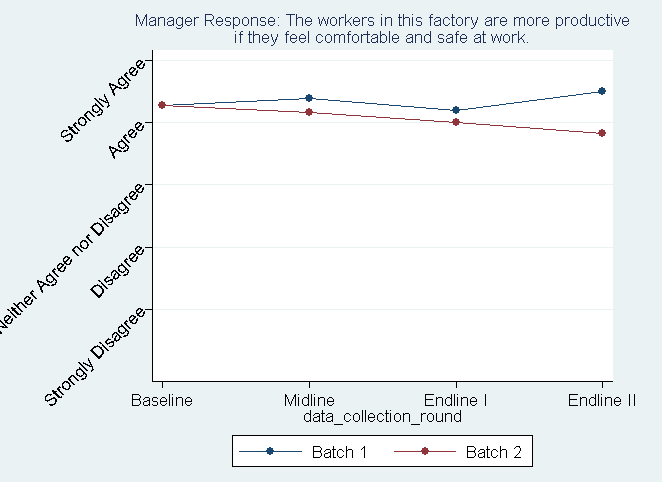 Manager Response: The workers in this factory are more productive
if they feel comfortable and safe at work.
Strongly Agree
Agree
Neither Agree nor Disagree
Disagree
Strongly Disagree
Baseline
Midline
Endline I
Endline II
data_collection_round
Batch 1
Batch 2